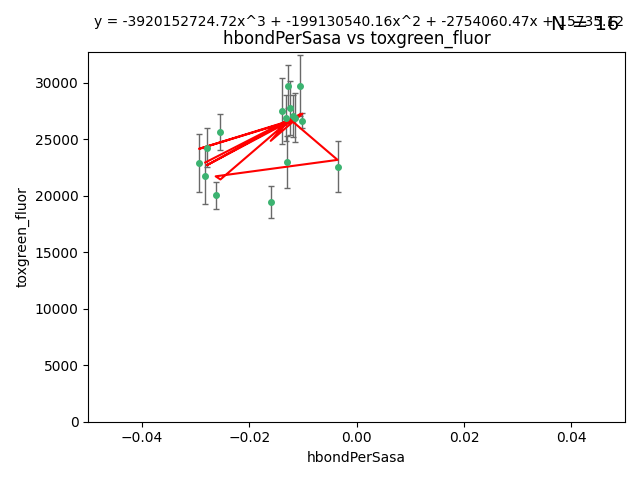 y = -3920152724.72x^3 + -199130540.16x^2 + -2754060.47x + 15735.12
N = 16
hbondPerSasa vs toxgreen_fluor
toxgreen_fluor
30000
25000
20000
15000
10000
5000
0
−0.04
−0.02
0.00
0.02
0.04
hbondPerSasa